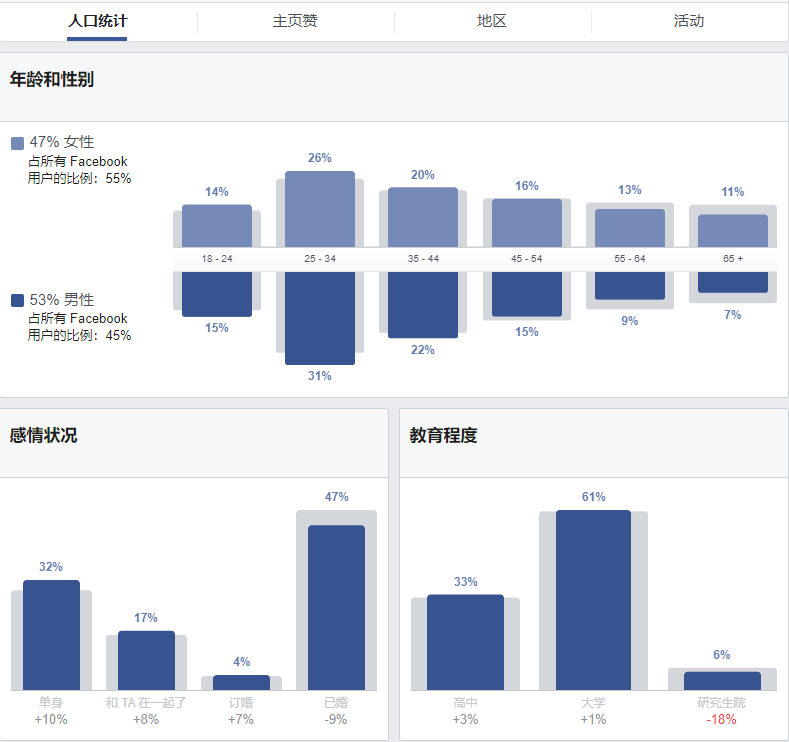 人口统计 主页赞 地区 活动
年龄和性别
47% 女性
占所有 Facebook
用户的比例：55%
14% 26% 20% 16% 13% 11%
18 - 24 25 - 34 35 - 44 45 - 54 55 - 64 65 +
53% 男性
占所有 Facebook
用户的比例：45%
15% 31% 22% 15% 9% 7%
感情状况
32% 17% 4% 47%
单身 和 TA 在一起了 订婚 已婚
+10% +8% +7% -9%
教育程度
33% 61% 6%
高中 大学 研究生院
+3% +1% -18%